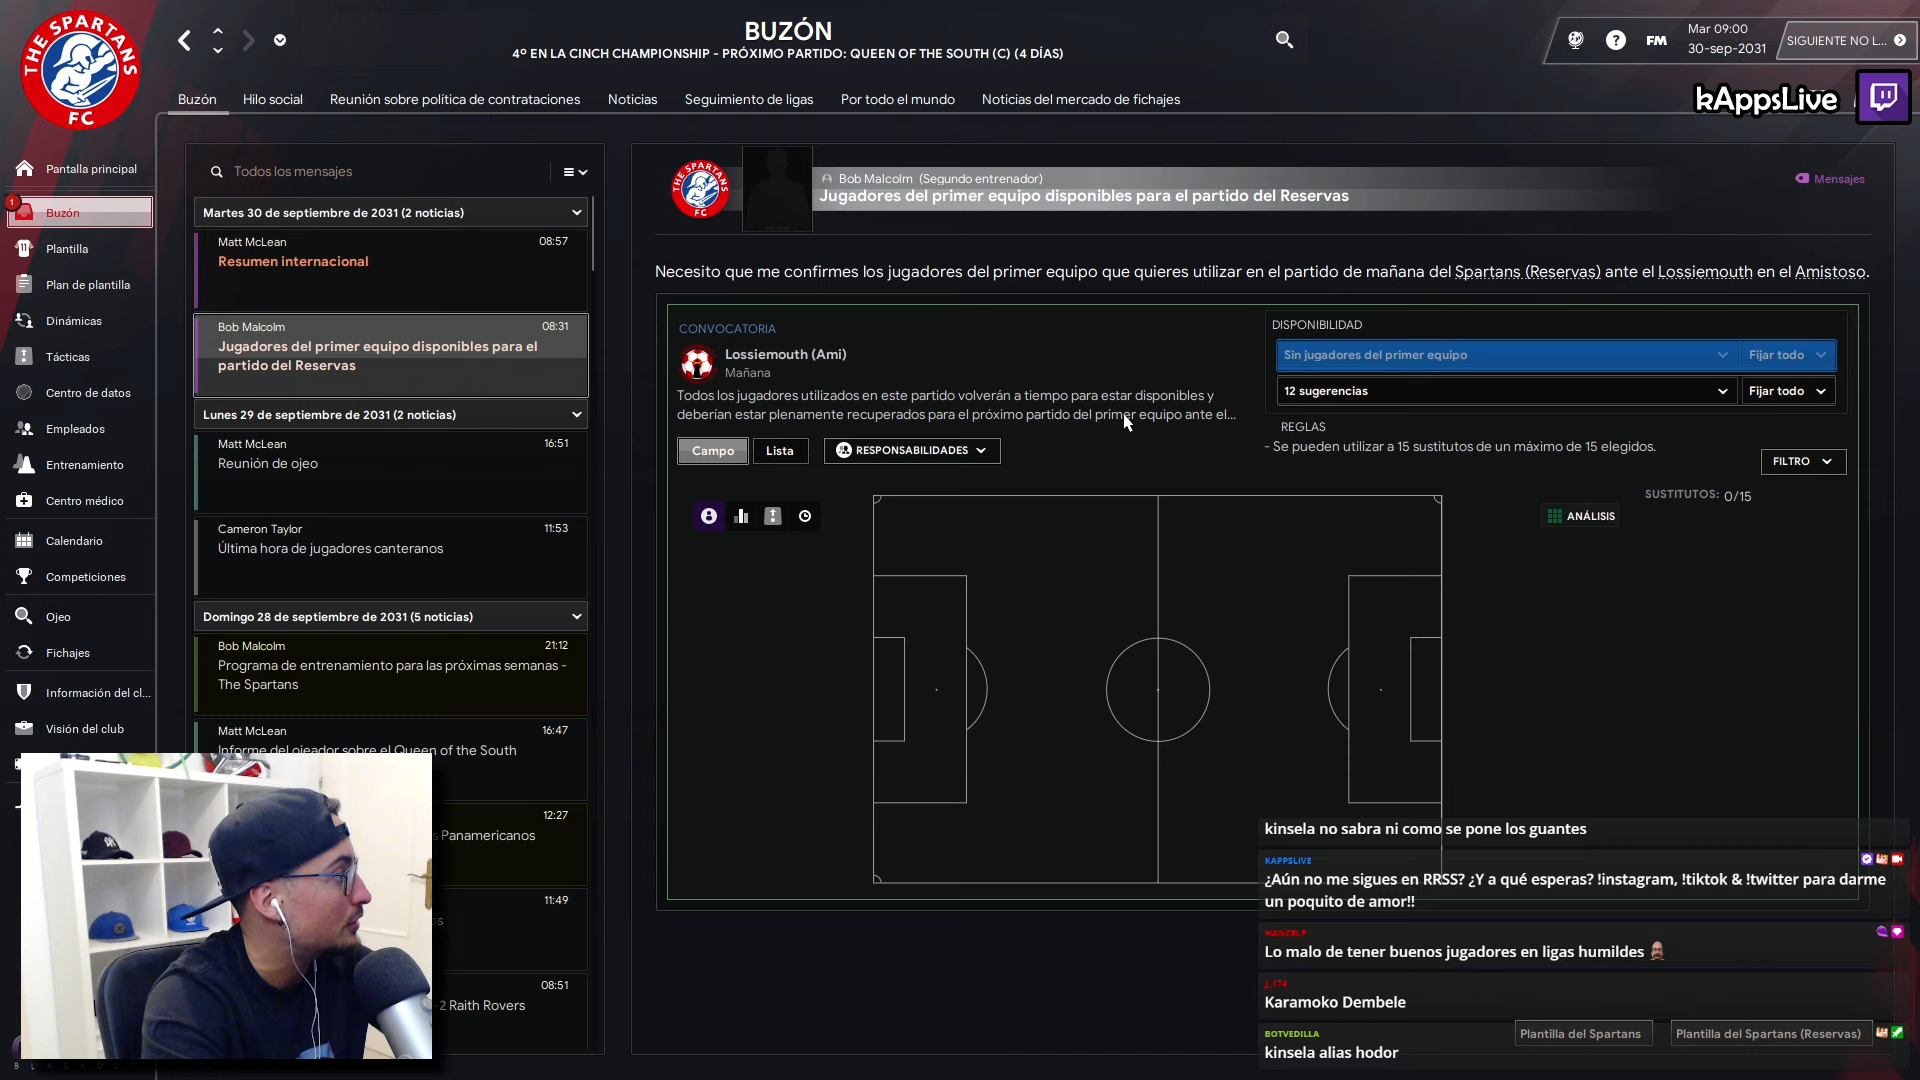 THE SPARTANS
FC
BUZÓN
4º EN LA CINCH CHAMPIONSHIP - PRÓXIMO PARTIDO: QUEEN OF THE SOUTH (C) (4 DÍAS)
FM
Mar 09:00
30-sep-2031
SIGUIENTE NO L...
kAppsLive
Buzón
Hilo social
Reunión sobre política de contrataciones
Noticias
Seguimiento de ligas
Por todo el mundo
Noticias del mercado de fichajes
Pantalla principal
1
Buzón
Plantilla
Plan de plantilla
Dinámicas
Tácticas
Centro de datos
Empleados
Entrenamiento
Centro médico
Calendario
Competiciones
Ojeo
Fichajes
Información del cl...
Visión del club
Todos los mensajes
Martes 30 de septiembre de 2031 (2 noticias)
Matt McLean
08:57
Resumen internacional
Bob Malcolm
08:31
Jugadores del primer equipo disponibles para el
partido del Reservas
Lunes 29 de septiembre de 2031 (2 noticias)
Matt McLean
16:51
Reunión de ojeo
Cameron Taylor
11:53
Última hora de jugadores canteranos
Domingo 28 de septiembre de 2031 (5 noticias)
Bob Malcolm
21:12
Programa de entrenamiento para las próximas semanas -
The Spartans
Matt McLean
16:47
Informe del ojeador sobre el Queen of the South
12:27
Panamericanos
11:49
08:51
-2 Raith Rovers
THE SPARTANS
FC
Bob Malcolm (Segundo entrenador)
Jugadores del primer equipo disponibles para el partido del Reservas
Mensajes
Necesito que me confirmes los jugadores del primer equipo que quieres utilizar en el partido de mañana del Spartans (Reservas) ante el Lossiemouth en el Amistoso.
CONVOCATORIA
Lossiemouth (Ami)
Mañana
Todos los jugadores utilizados en este partido volverán a tiempo para estar disponibles y
deberían estar plenamente recuperados para el próximo partido del primer equipo ante el...
Campo
Lista
RESPONSABILIDADES
DISPONIBILIDAD
Sin jugadores del primer equipo
Fijar todo
12 sugerencias
Fijar todo
REGLAS
- Se pueden utilizar a 15 sustitutos de un máximo de 15 elegidos.
FILTRO
SUSTITUTOS: 0/15
ANÁLISIS
kinsela no sabra ni como se pone los guantes
KAPPSLIVE
¿Aún no me sigues en RRSS? ¿Y a qué esperas? !instagram, !tiktok & !twitter para darme
un poquito de amor!!
Lo malo de tener buenos jugadores en ligas humildes
Karamoko Dembele
BOTVEDILLA
Plantilla del Spartans
Plantilla del Spartans (Reservas)
kinsela alias hodor